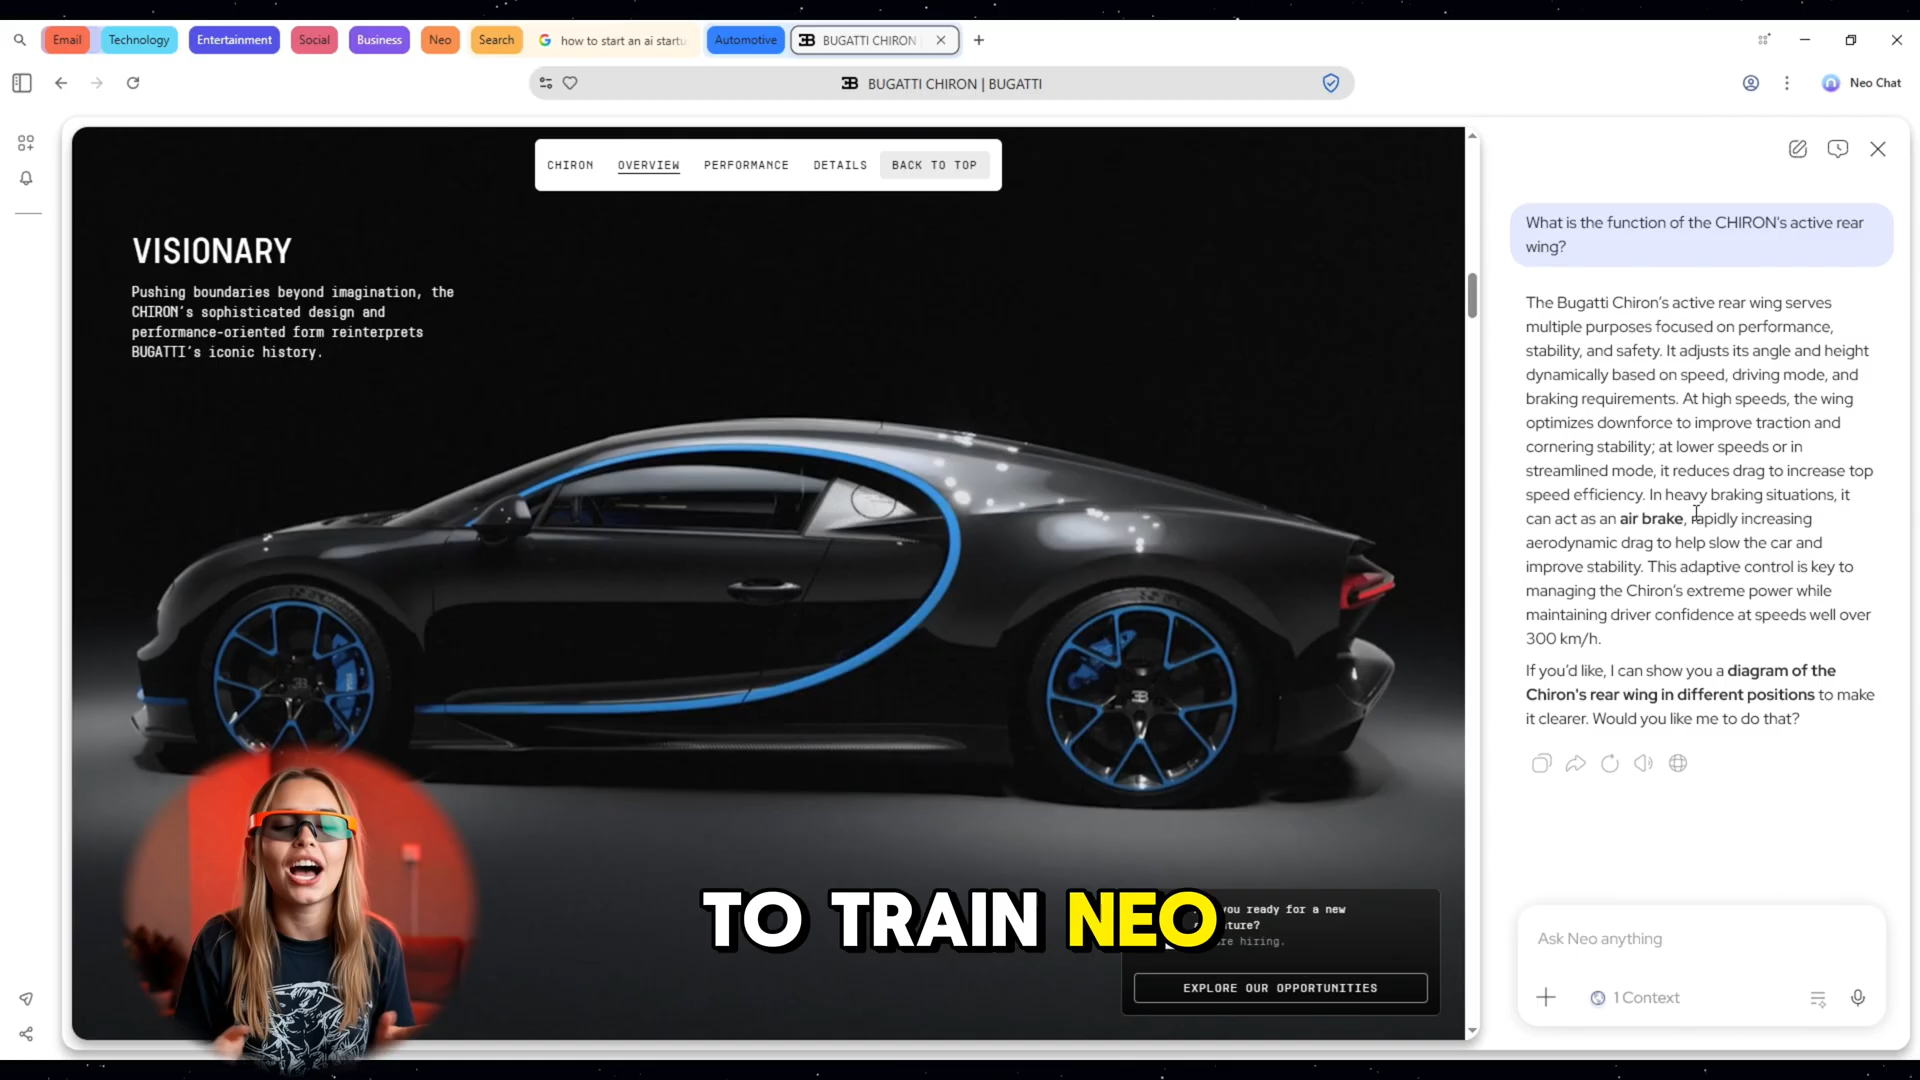 Email
Technology
Entertainment
Social
Business
Neo
Search
how to start an ai startu
Automotive
BUGATTI CHIRON |
BUGATTI CHIRON | BUGATTI
Neo Chat
CHIRON
OVERVIEW
PERFORMANCE
DETAILS
BACK TO TOP
VISIONARY
Pushing boundaries beyond imagination, the
CHIRON's sophisticated design and
performance-oriented form reinterprets
BUGATTI's iconic history.
you ready for a new
hiring.
EXPLORE OUR OPPORTUNITIES
TO TRAIN NEO
What is the function of the CHIRON's active rear
wing?
The Bugatti Chiron's active rear wing serves
multiple purposes focused on performance,
stability, and safety. It adjusts its angle and height
dynamically based on speed, driving mode, and
braking requirements. At high speeds, the wing
optimizes downforce to improve traction and
cornering stability; at lower speeds or in
streamlined mode, it reduces drag to increase top
speed efficiency. In heavy braking situations, it
can act as an air brake, rapidly increasing
aerodynamic drag to help slow the car and
improve stability. This adaptive control is key to
managing the Chiron's extreme power while
maintaining driver confidence at speeds well over
300 km/h.
If you'd like, I can show you a diagram of the
Chiron's rear wing in different positions to make
it clearer. Would you like me to do that?
Ask Neo anything
1 Context